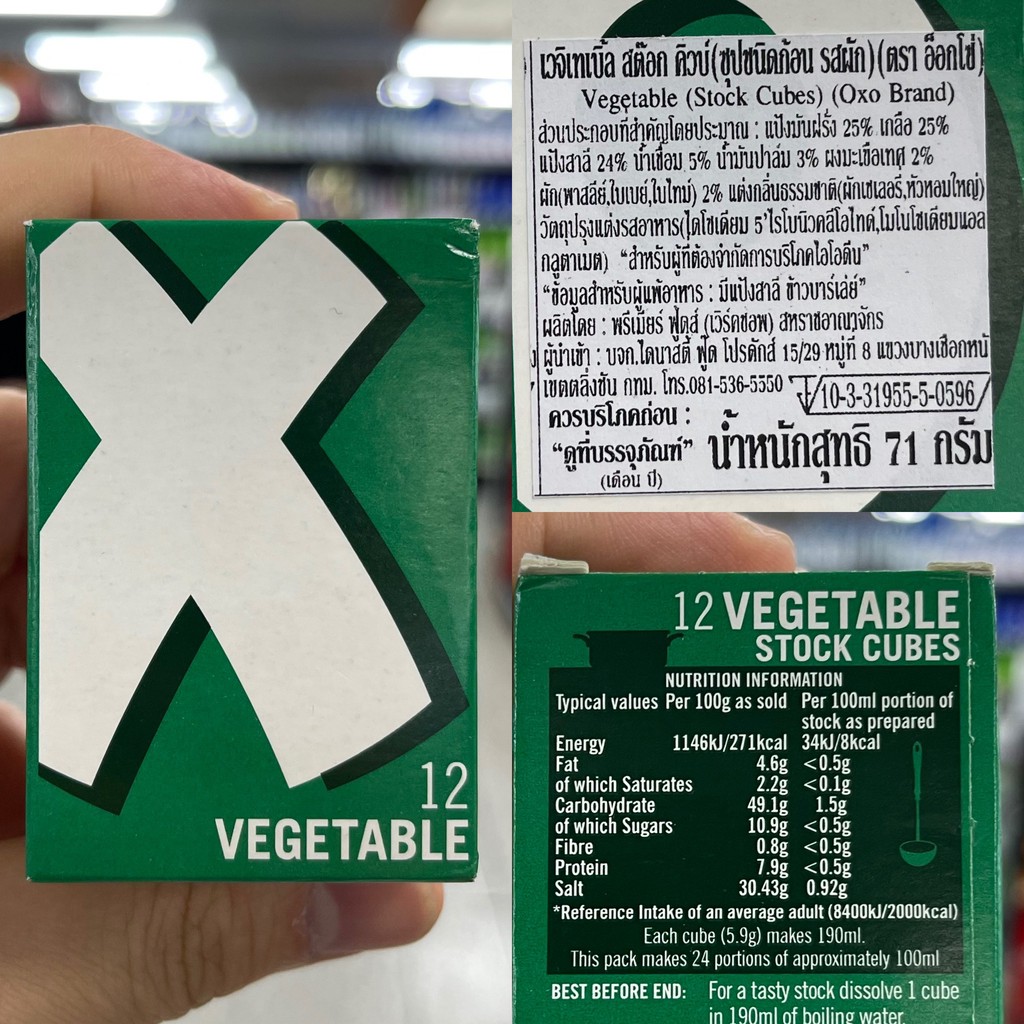 X
12
VEGETABLE
เวจิเทเบิ้ล สต๊อก คิวบ์(ซุปชนิดก้อน รสผัก)(ตรา อ็อกโซ่)
Vegetable (Stock Cubes) (Oxo Brand)
ส่วนประกอบที่สำคัญโดยประมาณ : แป้งมันฝรั่ง 25% เกลือ 25%
แป้งสาลี 24% น้ำเชื่อม 5% น้ำมันปาล์ม 3% ผงมะเขือเทศ 2%
ผัก(พาสลีย์,ใบเบย์,ใบไทม์) 2% แต่งกลิ่นธรรมชาติ(ผักเซเลอรี่,หัวหอมใหญ่)
วัตถุปรุงแต่งรสอาหาร(ไดโซเดียม 5'ไรโบนิวคลีโอไทด์,โมโนโซเดียมแอล
กลูตาเมต) “สำหรับผู้ที่ต้องจำกัดการบริโภคไอโอดีน”
“ข้อมูลสำหรับผู้แพ้อาหาร : มีแป้งสาลี ข้าวบาร์เล่ย์”
ผลิตโดย : พรีเมียร์ ฟู้ดส์ (เวิร์คซอพ) สหราชอาณาจักร
ผู้นำเข้า : บจก.ไดนาสตี้ ฟู้ด โปรดักส์ 15/29 หมู่ที่ 8 แขวงบางเชือกหนั
เขตตลิ่งชัน กทม. โทร.081-536-5550
10-3-31955-5-0596
ควรบริโภคก่อน :
“ดูที่บรรจุภัณฑ์” น้ำหนักสุทธิ 71 กรัม
(เดือน ปี)
12 VEGETABLE
STOCK CUBES
NUTRITION INFORMATION
Typical values Per 100g as sold Per 100ml portion of
stock as prepared
Energy 1146kJ/271kcal 34kJ/8kcal
Fat 4.6g <0.5g
of which Saturates 2.2g <0.1g
Carbohydrate 49.1g 1.5g
of which Sugars 10.9g <0.5g
Fibre 0.8g <0.5g
Protein 7.9g <0.5g
Salt 30.43g 0.92g
*Reference Intake of an average adult (8400kJ/2000kcal)
Each cube (5.9g) makes 190ml.
This pack makes 24 portions of approximately 100ml
BEST BEFORE END: For a tasty stock dissolve 1 cube
in 190ml of boiling water.